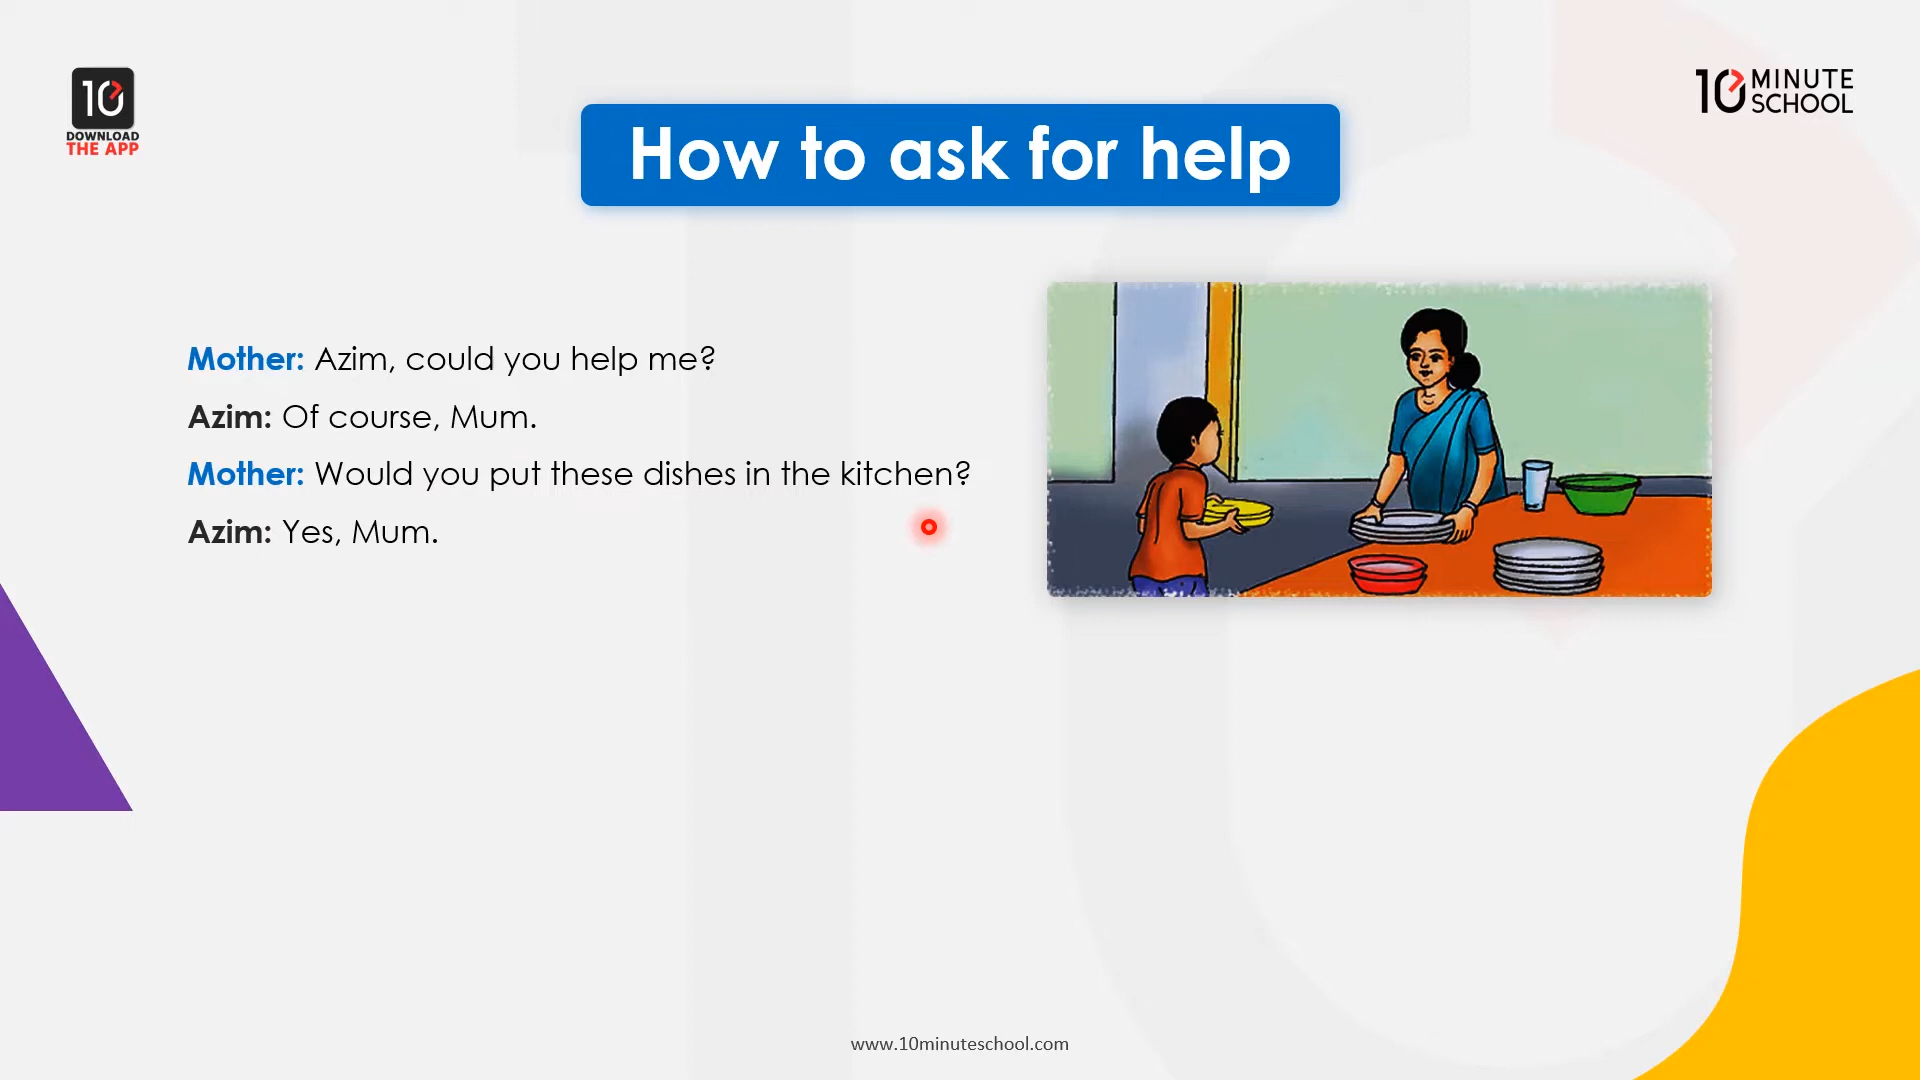 10
DOWNLOAD
THE APP
10 MINUTE
SCHOOL
How to ask for help
Mother: Azim, could you help me?
Azim: Of course, Mum.
Mother: Would you put these dishes in the kitchen?
Azim: Yes, Mum.
www.10minuteschool.com